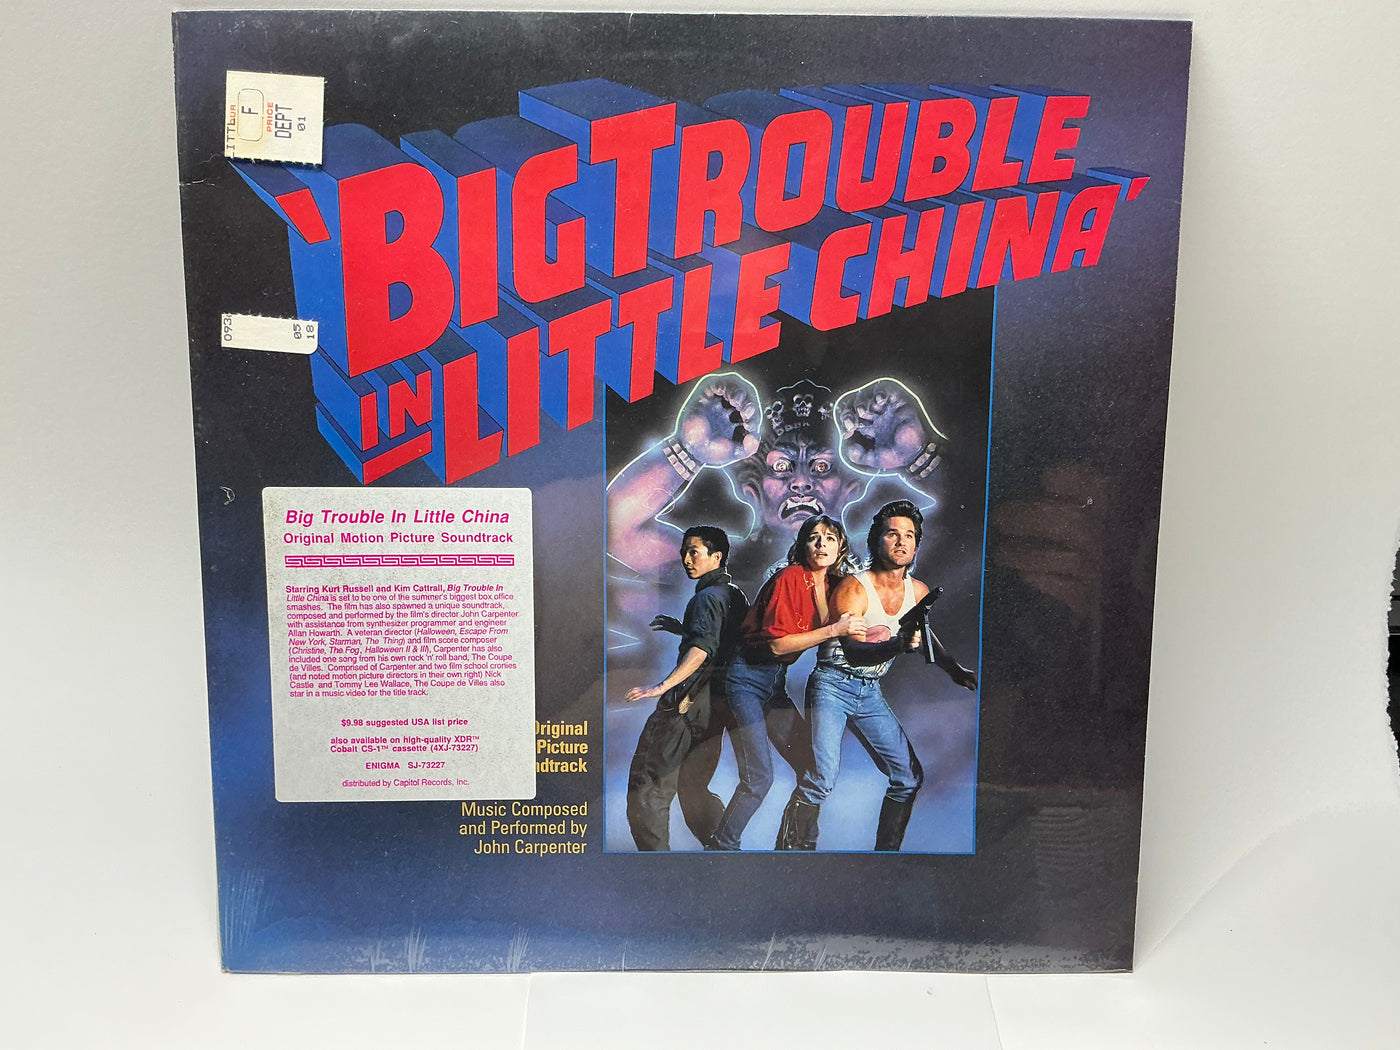 LITTL
OUR
F
PRICE
DEPT
01
093
05
18
'BIG TROUBLE
IN LITTLE CHINA'
Big Trouble In Little China
Original Motion Picture Soundtrack
Starring Kurt Russell and Kim Cattrall, Big Trouble In
Little China is set to be one of the summer's biggest box office
smashes. The film has also spawned a unique soundtrack,
composed and performed by the film's director John Carpenter
with assistance from synthesizer programmer and engineer
Allan Howarth. A veteran director (Halloween, Escape From
New York, Starman, The Thing) and film score composer
(Christine, The Fog, Halloween II & III), Carpenter has also
included one song from his own rock 'n' roll band, The Coupe
de Villes. Comprised of Carpenter and two film school cronies
(and noted motion picture directors in their own right) Nick
Castle and Tommy Lee Wallace, The Coupe de Villes also
star in a music video for the title track.
$9.98 suggested USA list price
also available on high-quality XDR™
Cobalt CS-1™ cassette (4XJ-73227)
ENIGMA SJ-73227
distributed by Capitol Records, Inc.
Original
Picture
ndtrack
Music Composed
and Performed by
John Carpenter